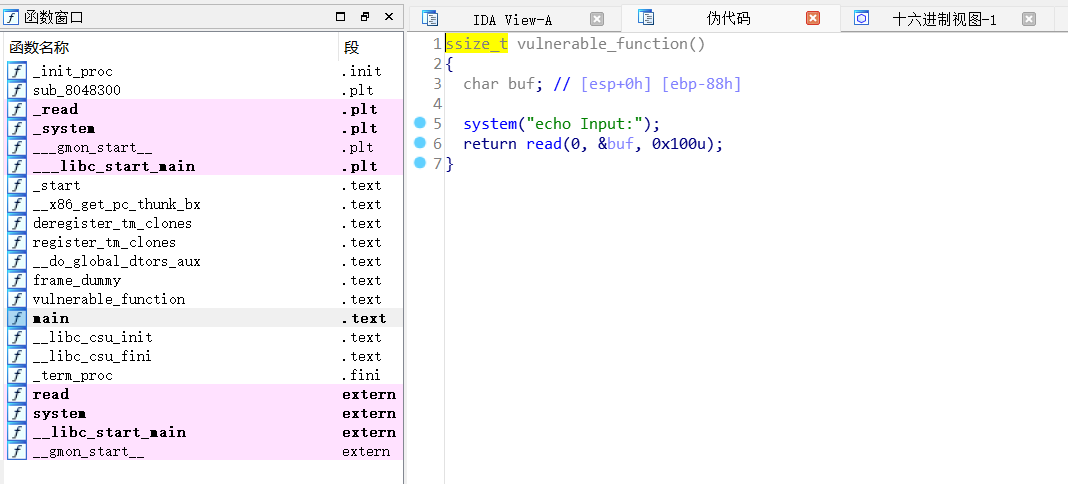 函数窗口
函数名称 段
_init_proc .init
sub_8048300 .plt
_read .plt
_system .plt
___gmon_start__ .plt
___libc_start_main .plt
_start .text
__x86_get_pc_thunk_bx .text
deregister_tm_clones .text
register_tm_clones .text
__do_global_dtors_aux .text
frame_dummy .text
vulnerable_function .text
main .text
__libc_csu_init .text
__libc_csu_fini .text
_term_proc .fini
read extern
system extern
__libc_start_main extern
__gmon_start__ extern
IDA View-A 伪代码 十六进制视图-1
1 ssize_t vulnerable_function()
2 {
3 char buf; // [esp+0h] [ebp-88h]
4
5 system("echo Input:");
6 return read(0, &buf, 0x100u);
7 }